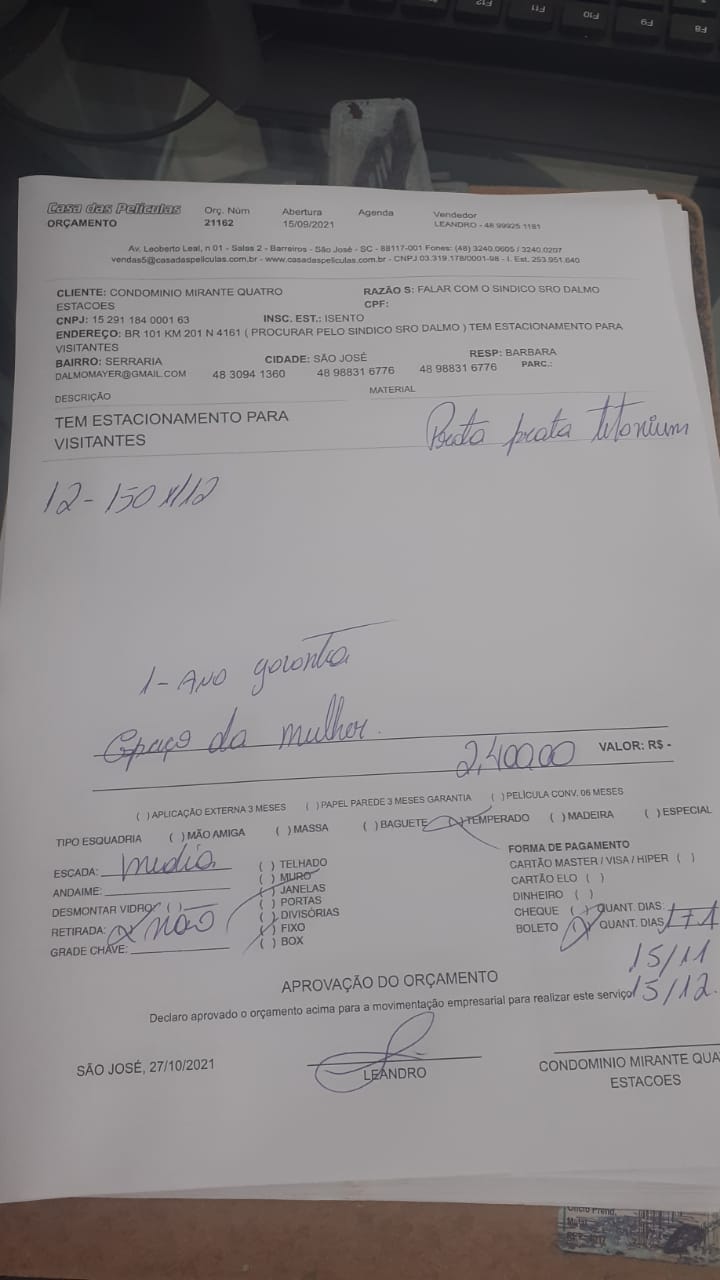 Casa das Películas
ORÇAMENTO
Orç. Núm
21162
Abertura
15/09/2021
Agenda
Vendedor
LEANDRO - 48 99925 1181
Av. Leoberto Leal, n 01 - Salas 2 - Barreiros - São José - SC - 88117-001 Fones: (48) 3240.0605 / 3240.0207
vendas5@casadaspeliculas.com.br - www.casadaspeliculas.com.br - CNPJ 03.319.178/0001-98 - I. Est. 253.951.640
CLIENTE: CONDOMINIO MIRANTE QUATRO
ESTACOES
RAZÃO S: FALAR COM O SINDICO SRO DALMO
CPF:
CNPJ: 15 291 184 0001 63
INSC. EST.: ISENTO
ENDEREÇO: BR 101 KM 201 N 4161 ( PROCURAR PELO SINDICO SRO DALMO ) TEM ESTACIONAMENTO PARA
VISITANTES
BAIRRO: SERRARIA
CIDADE: SÃO JOSÉ
RESP: BARBARA
DALMOMAYER@GMAIL.COM
48 3094 1360
48 98831 6776
48 98831 6776
PARC.:
DESCRIÇÃO
MATERIAL
TEM ESTACIONAMENTO PARA
VISITANTES
prata titonium
12 - 150 x 112
1 - ANO garantia
Espaço da mulher.
2,400,00
VALOR: R$ -
( ) APLICAÇÃO EXTERNA 3 MESES ( ) PAPEL PAREDE 3 MESES GARANTIA ( ) PELÍCULA CONV. 06 MESES
TIPO ESQUADRIA ( ) MÃO AMIGA ( ) MASSA ( ) BAGUETE ( ) TEMPERADO ( ) MADEIRA ( ) ESPECIAL
ESCADA: media
ANDAIME:
DESMONTAR VIDRO: ( )
RETIRADA: x não
GRADE CHAVE:
( ) TELHADO
( ) MURO
( ) JANELAS
( ) PORTAS
( ) DIVISÓRIAS
( ) FIXO
( ) BOX
FORMA DE PAGAMENTO
CARTÃO MASTER / VISA / HIPER ( )
CARTÃO ELO ( )
DINHEIRO ( )
CHEQUE ( ) QUANT. DIAS:
BOLETO ( ) QUANT. DIAS 1+1
15/11
15/12.
APROVAÇÃO DO ORÇAMENTO
Declaro aprovado o orçamento acima para a movimentação empresarial para realizar este serviço
SÃO JOSÉ, 27/10/2021
LEANDRO
CONDOMINIO MIRANTE QUA
ESTACOES
F12
F11
F10
F9
F8